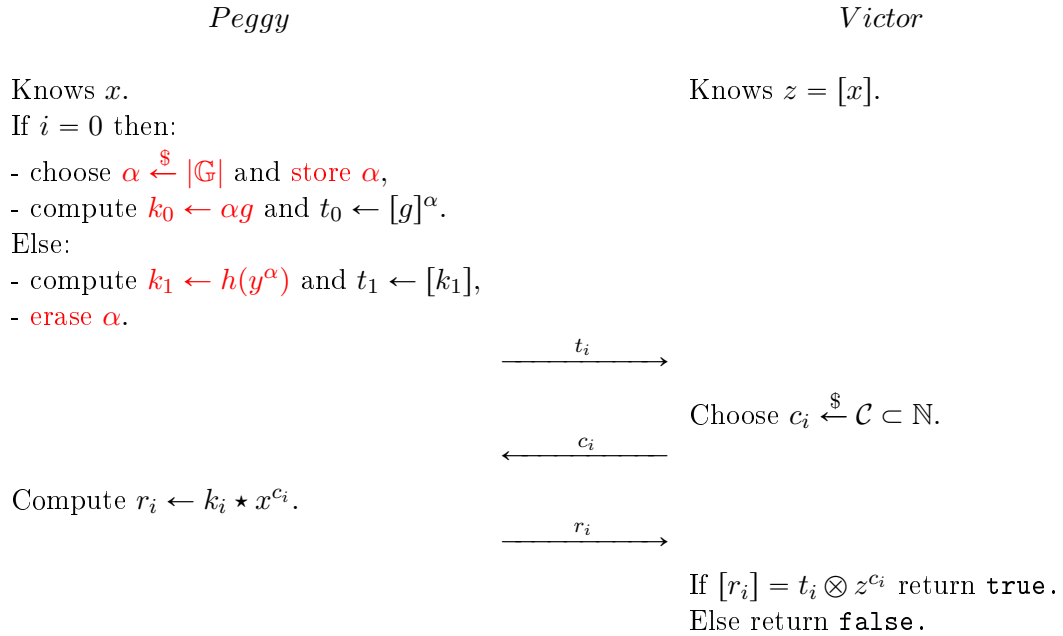 Peggy Victor
Knows x. Knows z = [x].
If i = 0 then:
- choose α $← |𝔾| and store α,
- compute k₀ ← αg and t₀ ← [g]^α.
Else:
- compute k₁ ← h(y^α) and t₁ ← [k₁],
- erase α.
tᵢ
Choose cᵢ $← 𝒞 ⊂ ℕ.
cᵢ
Compute rᵢ ← kᵢ ⋆ x^{cᵢ}.
rᵢ
If [rᵢ] = tᵢ ⊗ z^{cᵢ} return true.
Else return false.